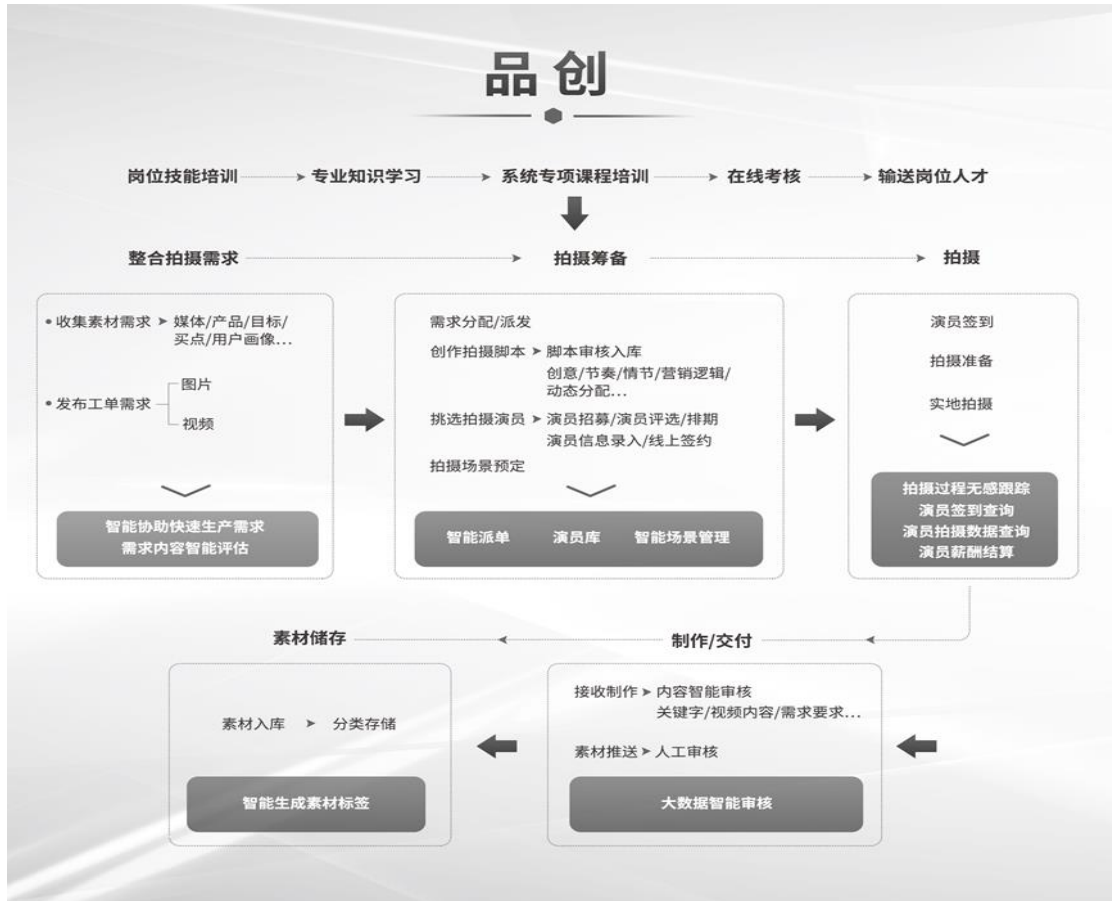 品创
岗位技能培训 专业知识学习 系统专项课程培训 在线考核 输送岗位人才
整合拍摄需求 拍摄筹备 拍摄
• 收集素材需求 媒体/产品/目标/
买点/用户画像...
• 发布工单需求
图片
视频
智能协助快速生产需求
需求内容智能评估
需求分配/派发
创作拍摄脚本 脚本审核入库
创意/节奏/情节/营销逻辑/
动态分配...
挑选拍摄演员 演员招募/演员评选/排期
演员信息录入/线上签约
拍摄场景预定
智能派单 演员库 智能场景管理
演员签到
拍摄准备
实地拍摄
拍摄过程无感跟踪
演员签到查询
演员拍摄数据查询
演员薪酬结算
制作/交付
接收制作 内容智能审核
关键字/视频内容/需求要求...
素材推送 人工审核
大数据智能审核
素材储存
素材入库 分类存储
智能生成素材标签